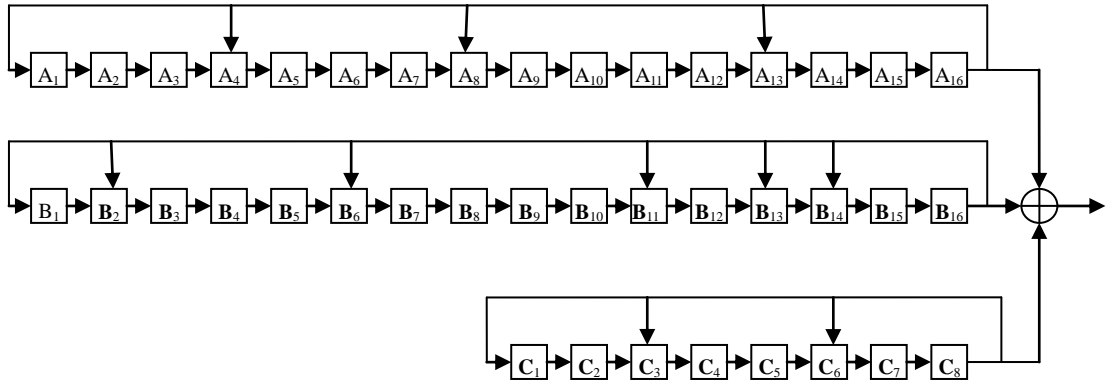 A₁ A₂ A₃ A₄ A₅ A₆ A₇ A₈ A₉ A₁₀ A₁₁ A₁₂ A₁₃ A₁₄ A₁₅ A₁₆
B₁ B₂ B₃ B₄ B₅ B₆ B₇ B₈ B₉ B₁₀ B₁₁ B₁₂ B₁₃ B₁₄ B₁₅ B₁₆
C₁ C₂ C₃ C₄ C₅ C₆ C₇ C₈